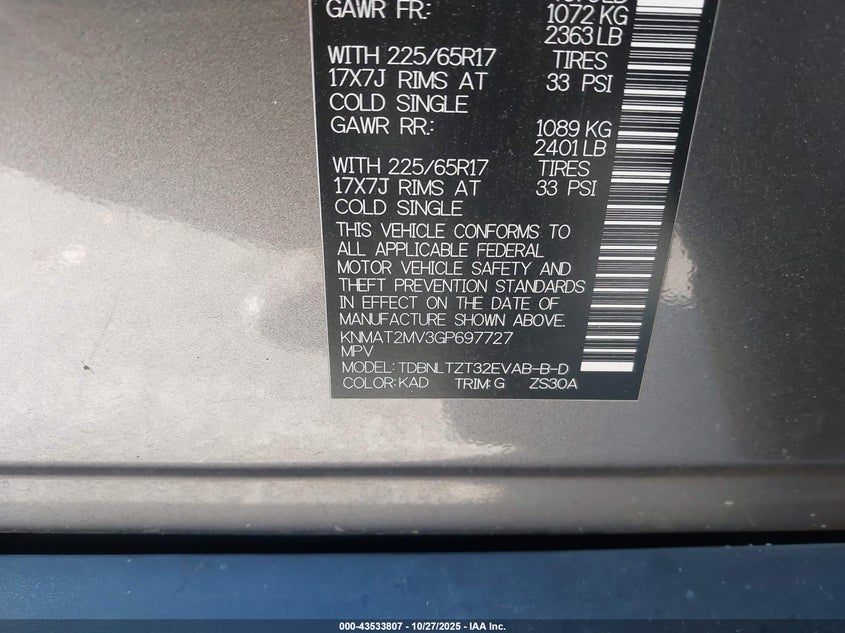 GAWR FR: 1072 KG
2363 LB
WITH 225/65R17 TIRES
17X7J RIMS AT 33 PSI
COLD SINGLE
GAWR RR: 1089 KG
2401 LB
WITH 225/65R17 TIRES
17X7J RIMS AT 33 PSI
COLD SINGLE
THIS VEHICLE CONFORMS TO
ALL APPLICABLE FEDERAL
MOTOR VEHICLE SAFETY AND
THEFT PREVENTION STANDARDS
IN EFFECT ON THE DATE OF
MANUFACTURE SHOWN ABOVE.
KNMAT2MV3GP697727
MPV
MODEL: TDBNLTZT32EVAB-B-D
COLOR: KAD TRIM: G ZS30A
000-43533807 - 10/27/2025 - IAA Inc.